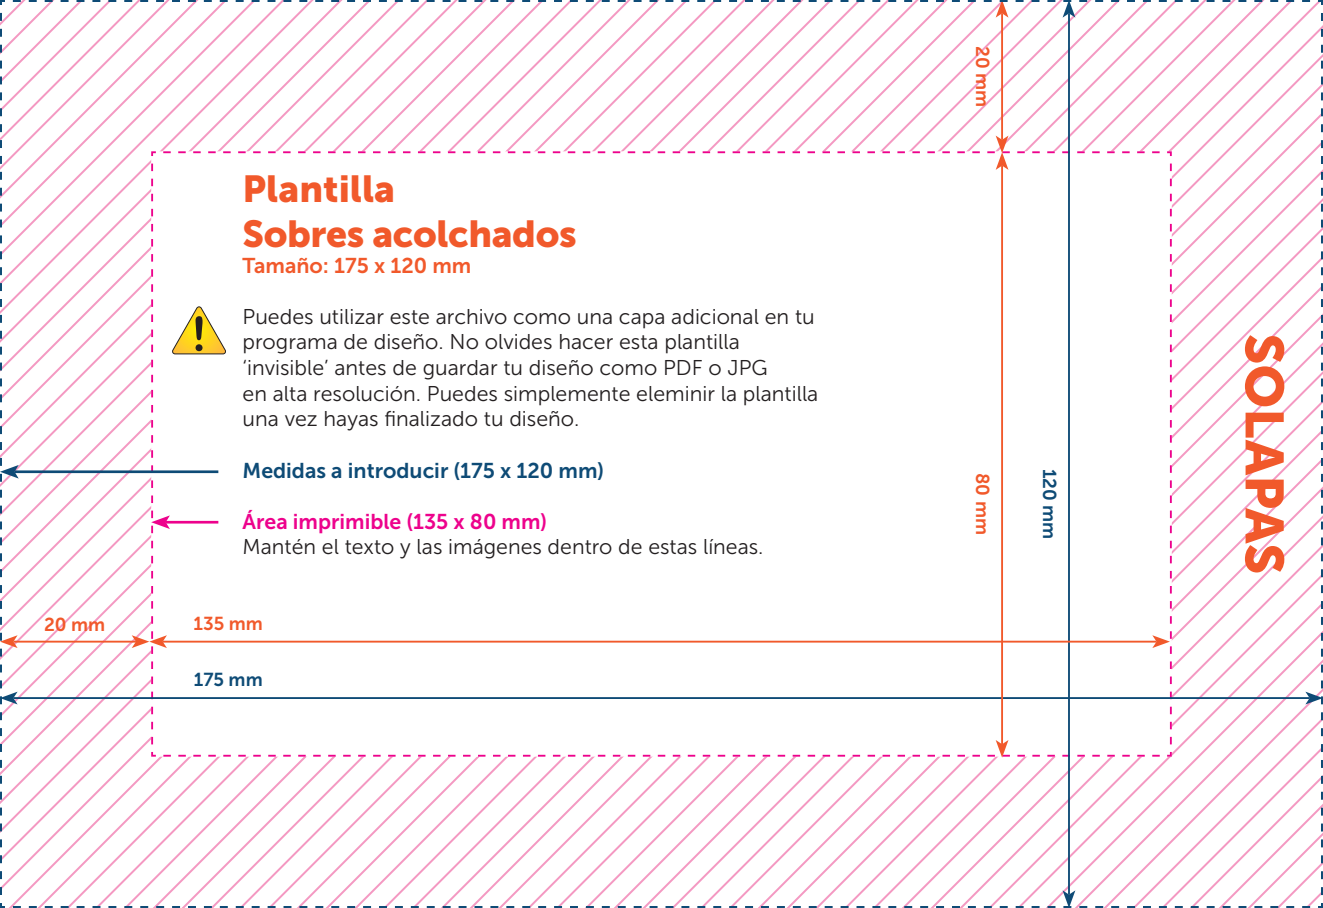 20 mm
Plantilla
Sobres acolchados
Tamaño: 175 x 120 mm
Puedes utilizar este archivo como una capa adicional en tu
programa de diseño. No olvides hacer esta plantilla
‘invisible’ antes de guardar tu diseño como PDF o JPG
en alta resolución. Puedes simplemente eleminir la plantilla
una vez hayas finalizado tu diseño.
Medidas a introducir (175 x 120 mm)
Área imprimible (135 x 80 mm)
Mantén el texto y las imágenes dentro de estas líneas.
80 mm
120 mm
SOLAPAS
20 mm
135 mm
175 mm